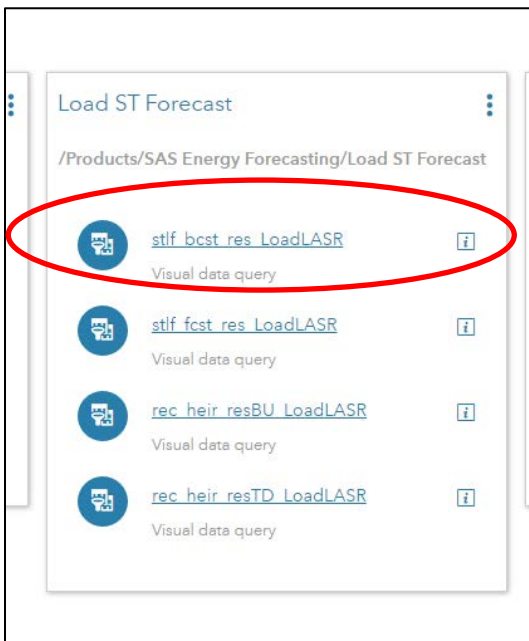 Load ST Forecast
/Products/SAS Energy Forecasting/Load ST Forecast
stlf_bcst_res_LoadLASR
Visual data query
stlf_fcst_res_LoadLASR
Visual data query
rec_heir_resBU_LoadLASR
Visual data query
rec_heir_resTD_LoadLASR
Visual data query